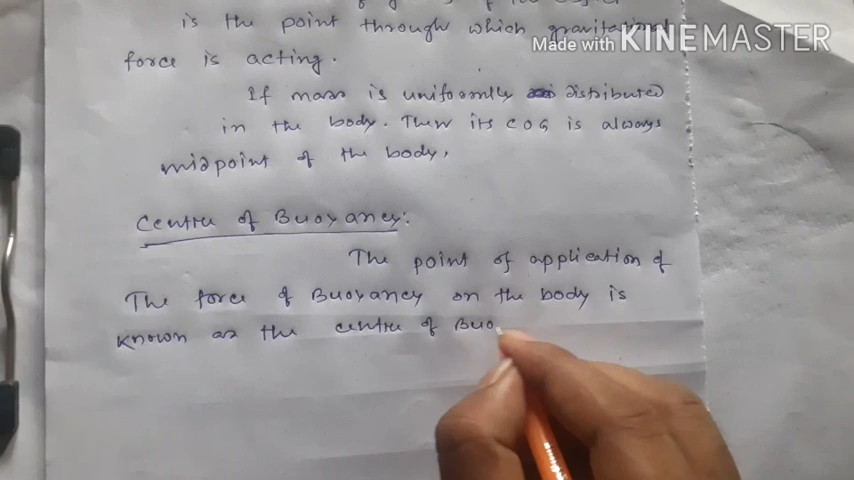 is the point through which gravitational
Made with KINEMASTER
force is acting.
If mass is uniformly distributed
in the body. Then its COG is always
midpoint of the body.
Centre of Buoyancy:
The point of application of
The force of Buoyancy on the body is
known as the centre of Buo